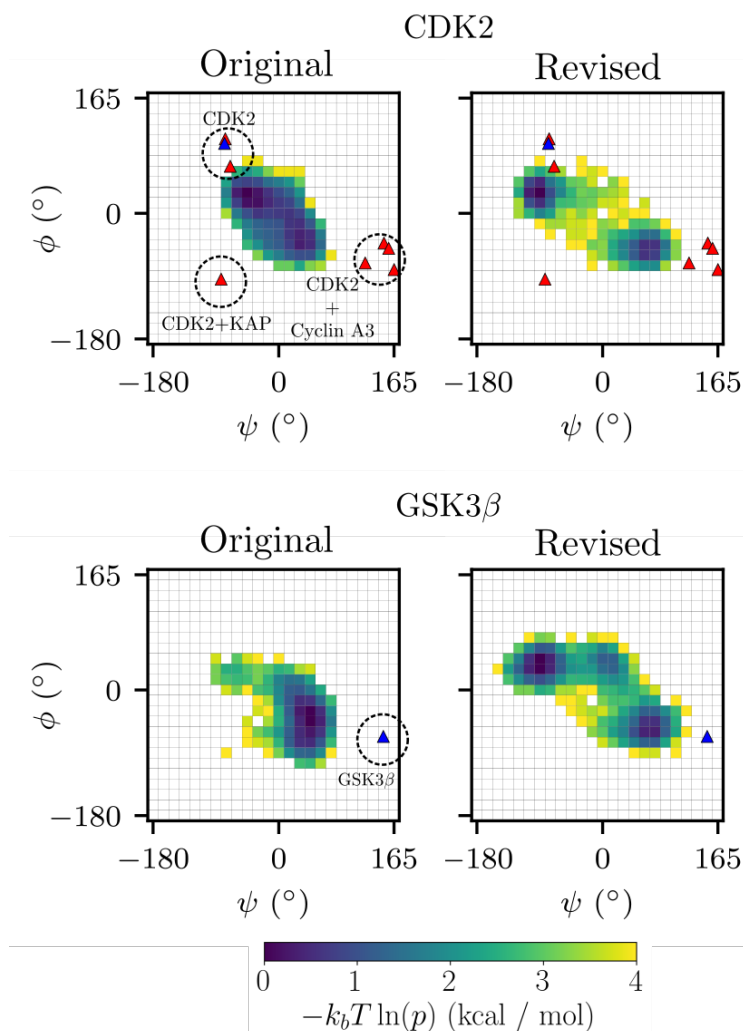 CDK2
Original Revised
165
CDK2
ϕ (°)
0
CDK2
+
Cyclin A3
CDK2+KAP
−180
−180 0 165 −180 0 165
ψ (°) ψ (°)
GSK3β
Original Revised
165
ϕ (°)
0
GSK3β
−180
−180 0 165 −180 0 165
ψ (°) ψ (°)
0 1 2 3 4
−k_bT ln(p) (kcal / mol)